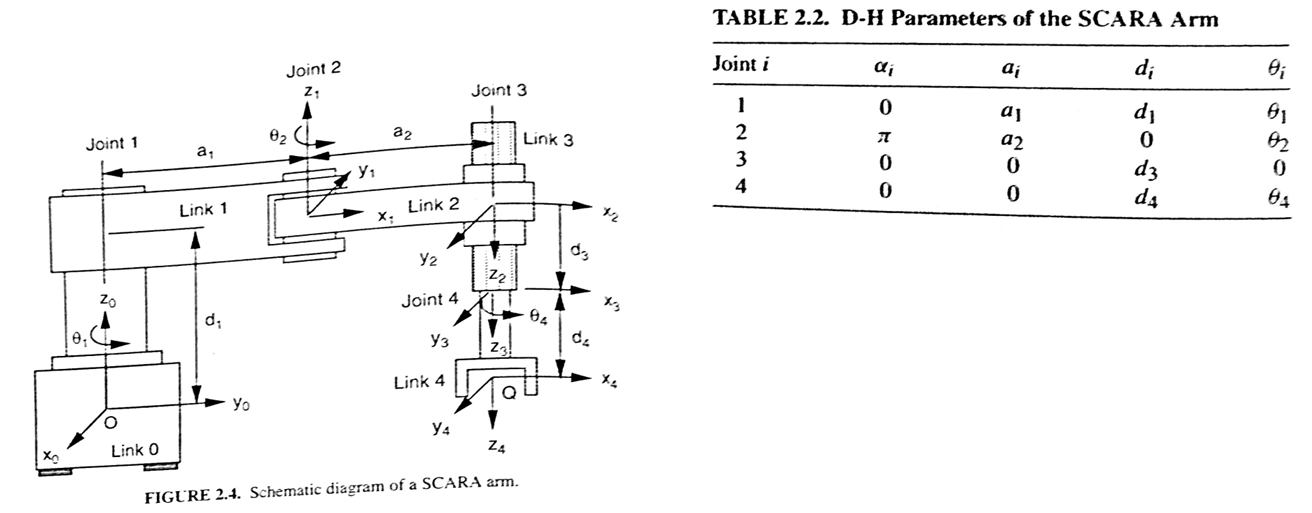 TABLE 2.2. D-H Parameters of the SCARA Arm
Joint i αi ai di θi
1 0 a1 d1 θ1
2 π a2 0 θ2
3 0 0 d3 0
4 0 0 d4 θ4
Joint 2
z1
Joint 3
θ2
a2
Link 3
Joint 1
a1
y1
Link 1
x1
Link 2
x2
y2
d3
z2
z0
Joint 4
x3
d1
θ4
θ1
y3
d4
z3
Link 4
x4
y0
Q
O
y4
x0
Link 0
z4
FIGURE 2.4. Schematic diagram of a SCARA arm.